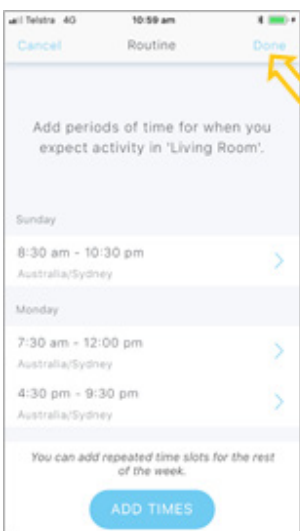 Telstra 4G 10:59 am
Cancel Routine Done
Add periods of time for when you
expect activity in 'Living Room'.
Sunday
8:30 am - 10:30 pm
Australia/Sydney
Monday
7:30 am - 12:00 pm
Australia/Sydney
4:30 pm - 9:30 pm
Australia/Sydney
You can add repeated time slots for the rest
of the week.
ADD TIMES